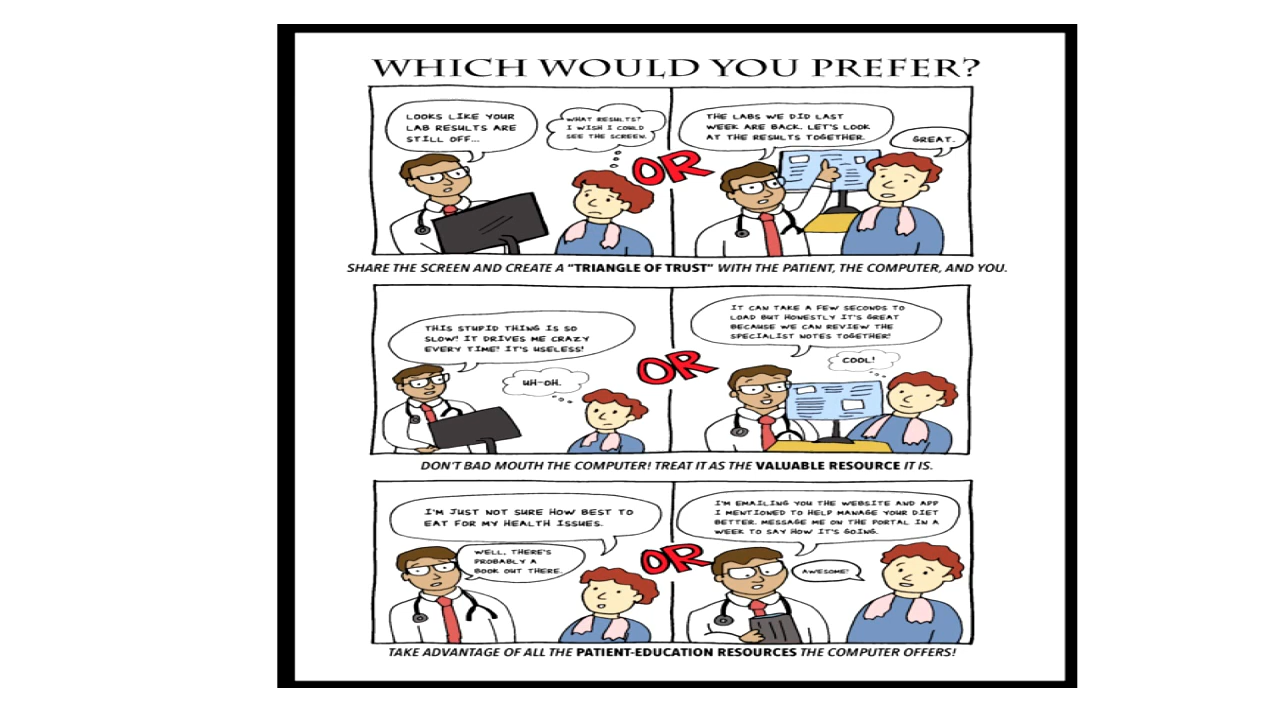 WHICH WOULD YOU PREFER?
LOOKS LIKE YOUR
LAB RESULTS ARE
STILL OFF...
WHAT RESULTS?
I WISH I COULD
SEE THE SCREEN.
OR
THE LABS WE DID LAST
WEEK ARE BACK. LET'S LOOK
AT THE RESULTS TOGETHER.
GREAT.
SHARE THE SCREEN AND CREATE A "TRIANGLE OF TRUST" WITH THE PATIENT, THE COMPUTER, AND YOU.
THIS STUPID THING IS SO
SLOW! IT DRIVES ME CRAZY
EVERY TIME! IT'S USELESS!
UH-OH.
OR
IT CAN TAKE A FEW SECONDS TO
LOAD BUT HONESTLY IT'S GREAT
BECAUSE WE CAN REVIEW THE
SPECIALIST NOTES TOGETHER!
COOL!
DON'T BAD MOUTH THE COMPUTER! TREAT IT AS THE VALUABLE RESOURCE IT IS.
I'M JUST NOT SURE HOW BEST TO
EAT FOR MY HEALTH ISSUES.
WELL, THERE'S
PROBABLY A
BOOK OUT THERE.
OR
I'M EMAILING YOU THE WEBSITE AND APP
I MENTIONED TO HELP MANAGE YOUR DIET
BETTER. MESSAGE ME ON THE PORTAL IN A
WEEK TO SAY HOW IT'S GOING.
AWESOME!
TAKE ADVANTAGE OF ALL THE PATIENT-EDUCATION RESOURCES THE COMPUTER OFFERS!